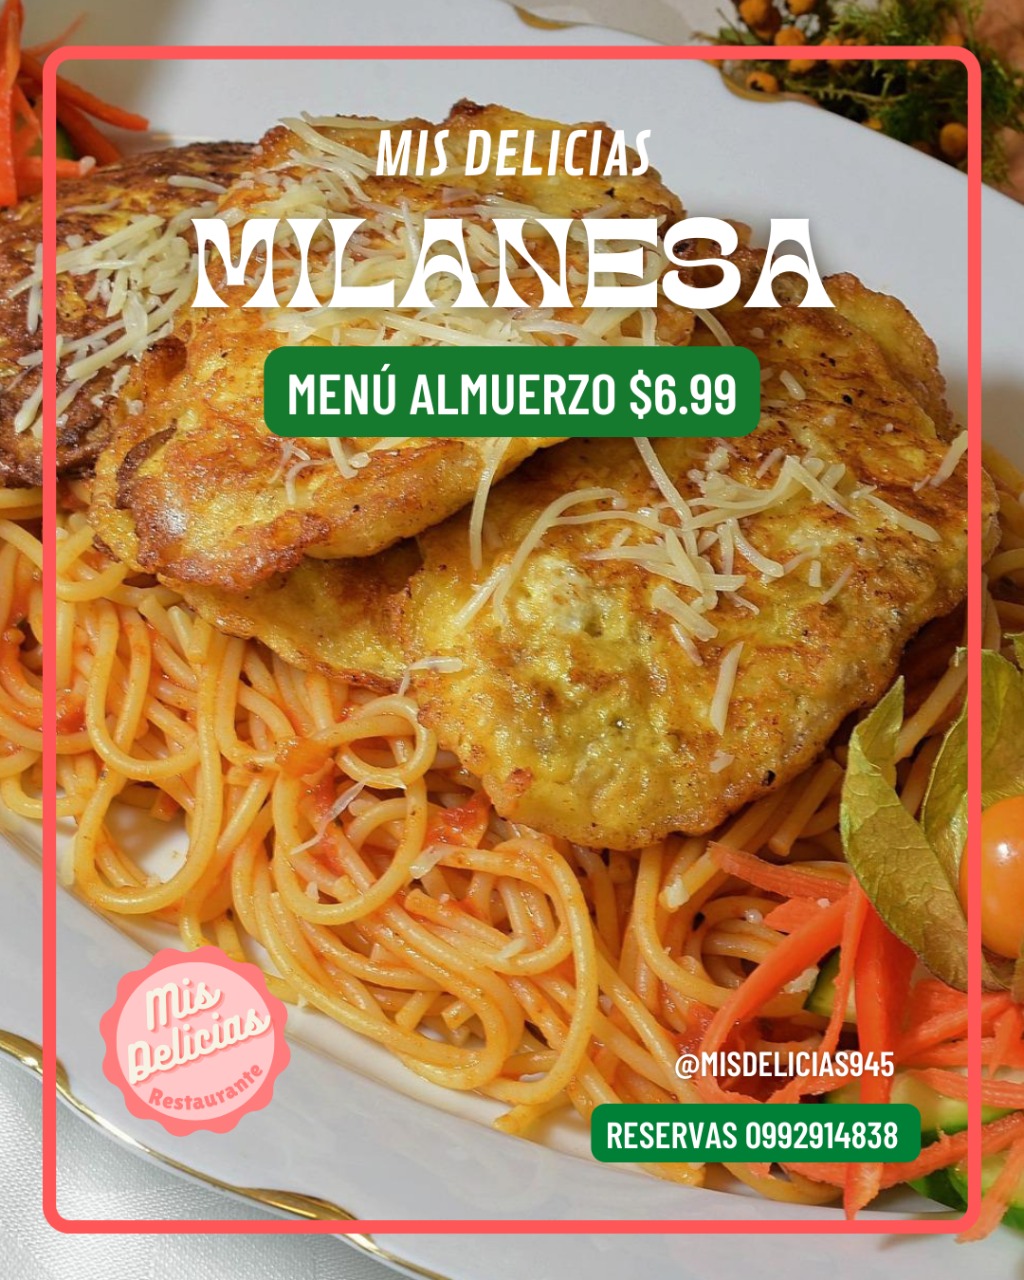 MIS DELICIAS
MILANESA
MENÚ ALMUERZO $6.99
Mis
Delicias
Restaurante
@MISDELICIAS945
RESERVAS 0992914838